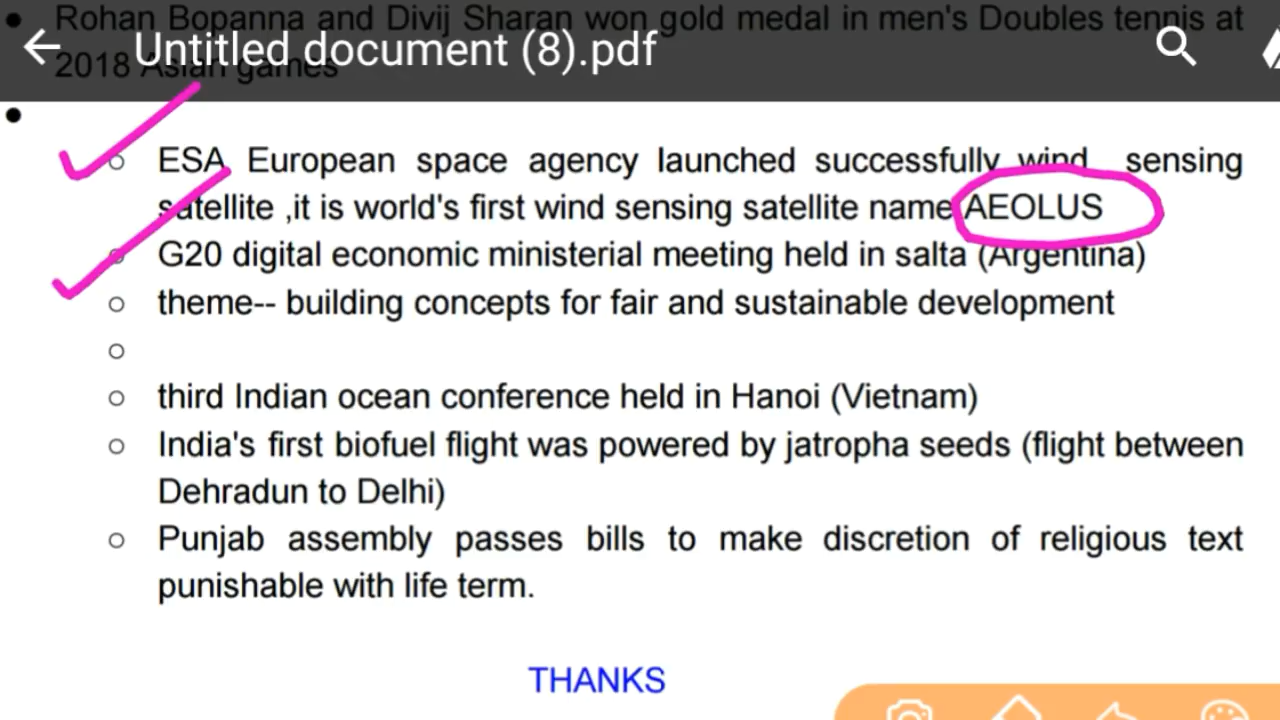 Rohan Bopanna and Divij Sharan won gold medal in men's Doubles tennis at
Untitled document (8).pdf
2018 Asian games
ESA European space agency launched successfully wind sensing
satellite ,it is world's first wind sensing satellite name AEOLUS
G20 digital economic ministerial meeting held in salta (Argentina)
theme-- building concepts for fair and sustainable development
third Indian ocean conference held in Hanoi (Vietnam)
India's first biofuel flight was powered by jatropha seeds (flight between
Dehradun to Delhi)
Punjab assembly passes bills to make discretion of religious text
punishable with life term.
THANKS